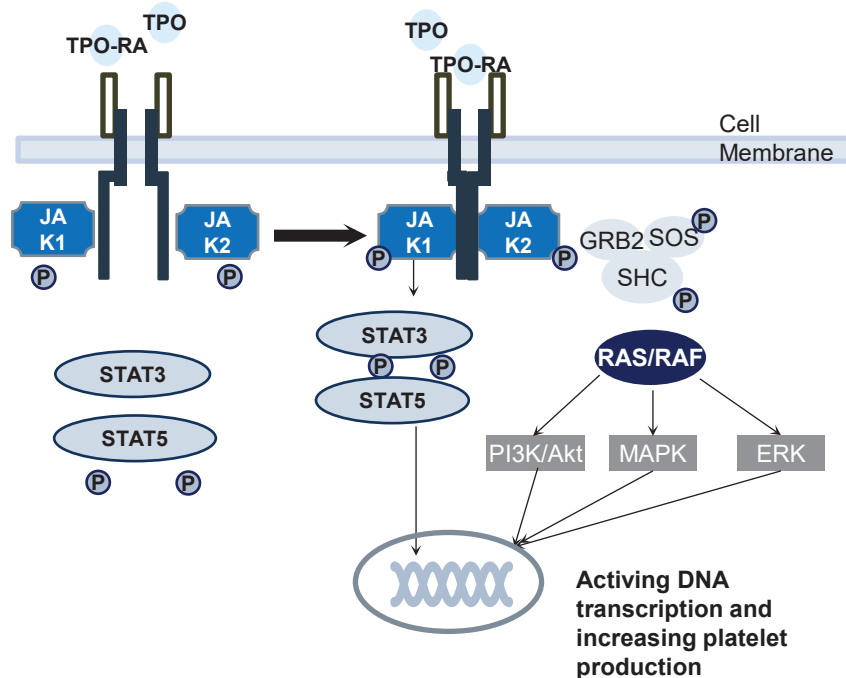 TPO
TPO-RA
TPO
TPO-RA
Cell
Membrane
JA
K1
P
JA
K2
P
JA
K1
P
JA
K2
P
GRB2
SOS
P
SHC
P
STAT3
STAT5
P
P
STAT3
P
P
STAT5
RAS/RAF
PI3K/Akt
MAPK
ERK
Activing DNA
transcription and
increasing platelet
production